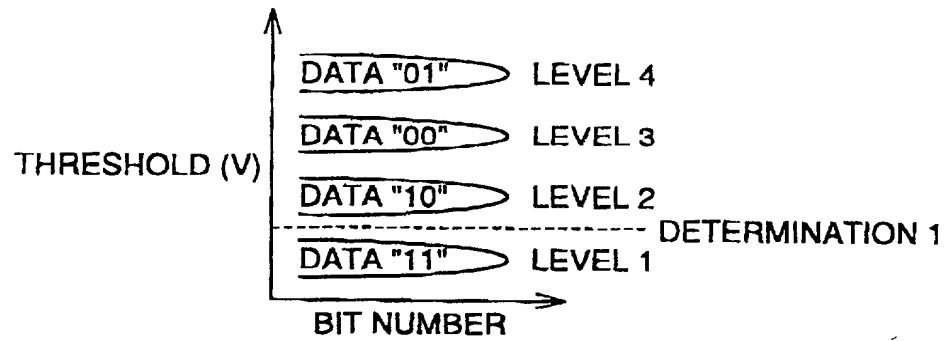 DATA "01" LEVEL 4
DATA "00" LEVEL 3
THRESHOLD (V)
DATA "10" LEVEL 2
DETERMINATION 1
DATA "11" LEVEL 1
BIT NUMBER